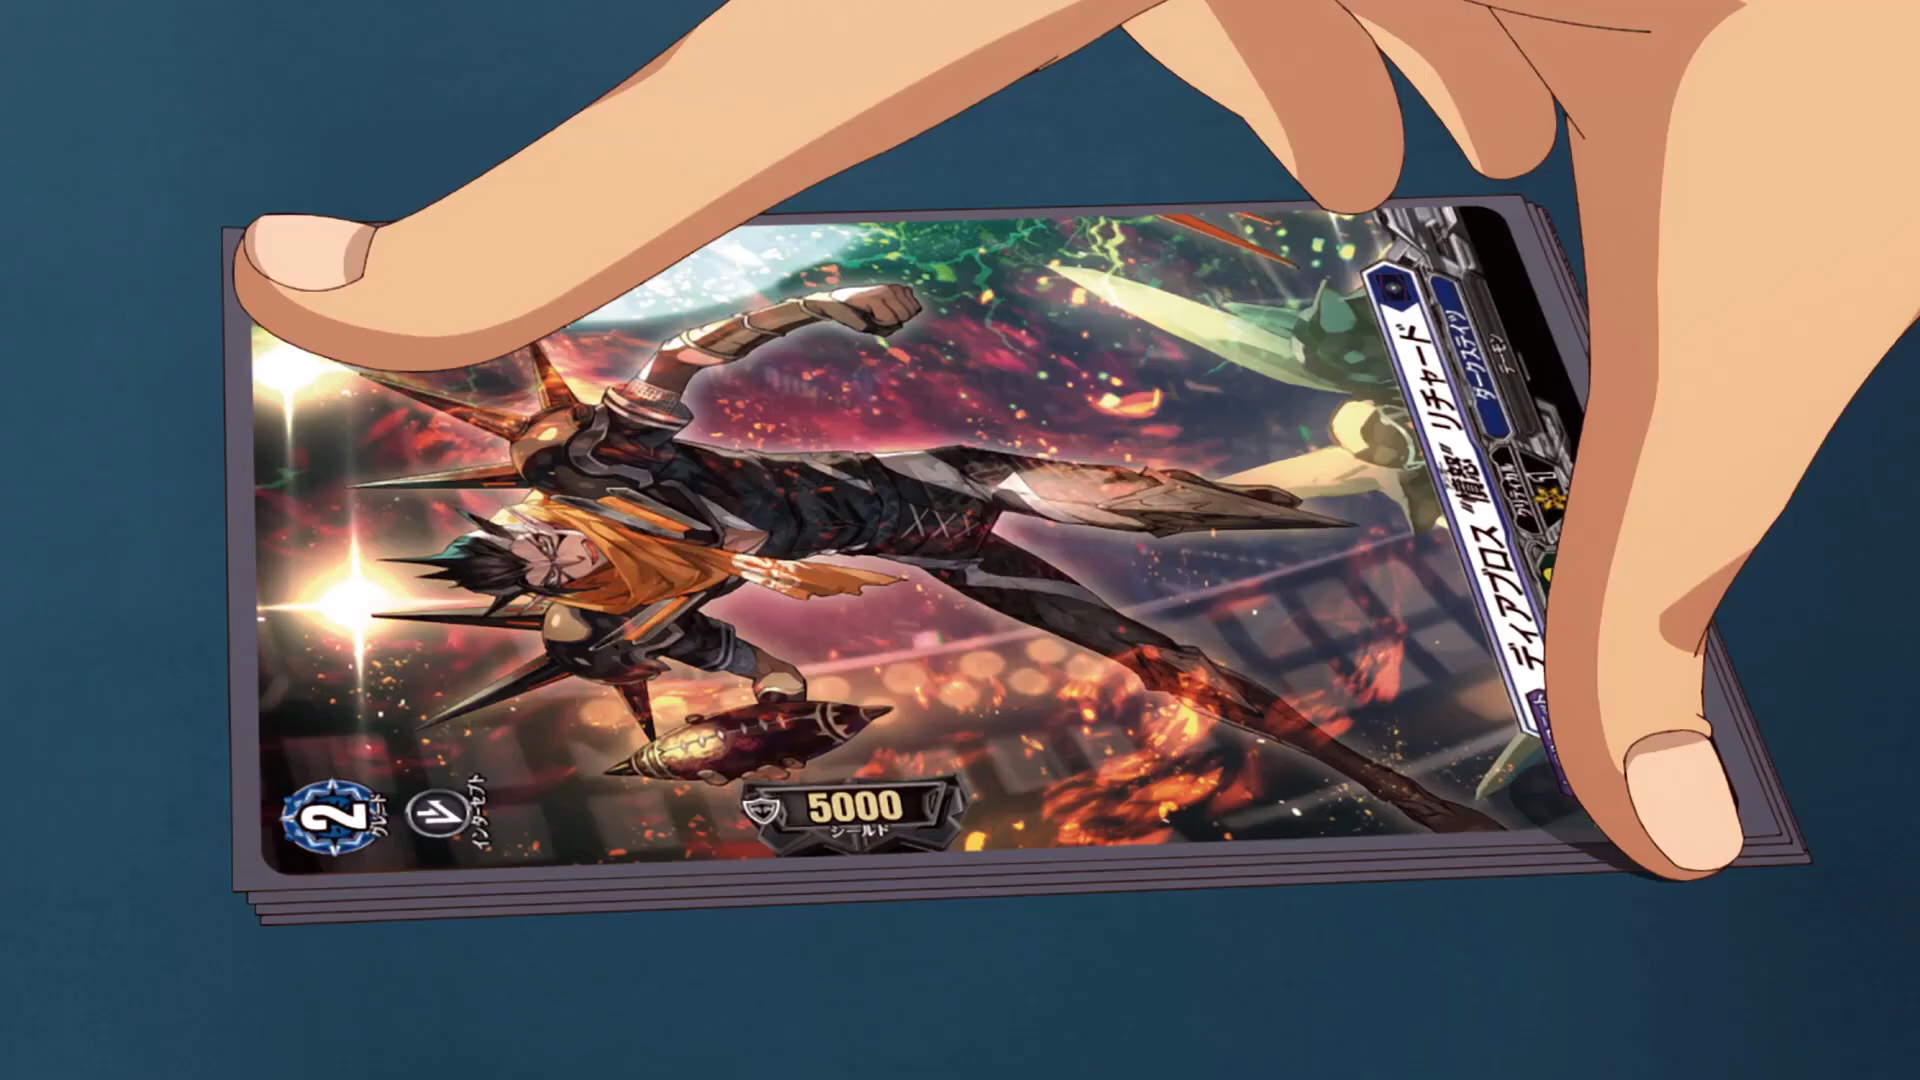 2
グレード
インターセプト
5000
シールド
ディアブロス “憤怒” リチャード
ダークステイツ
デーモン
クリティカル
1